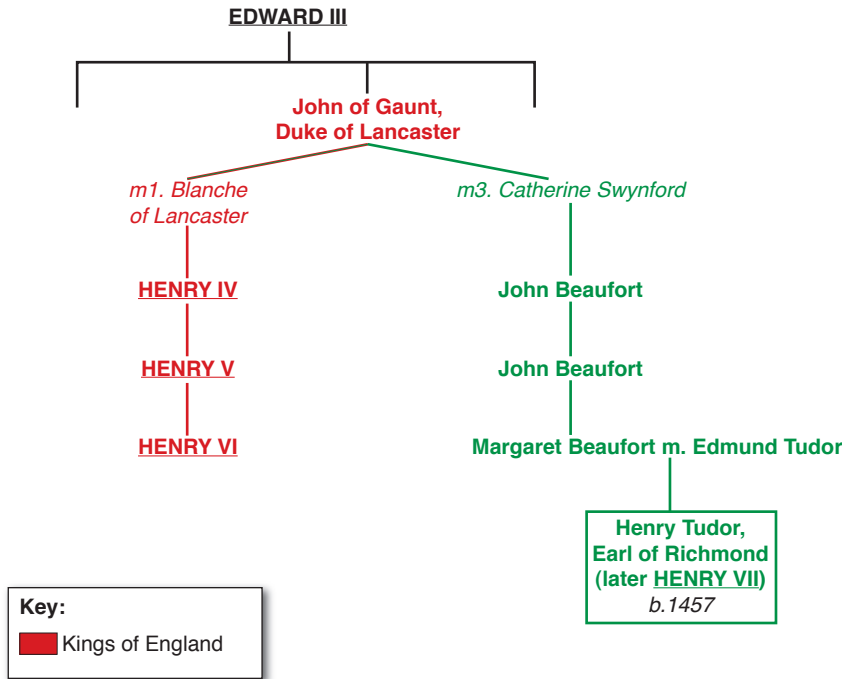 EDWARD III
John of Gaunt,
Duke of Lancaster
m1. Blanche
of Lancaster
m3. Catherine Swynford
HENRY IV
John Beaufort
HENRY V
John Beaufort
HENRY VI
Margaret Beaufort m. Edmund Tudor
Henry Tudor,
Earl of Richmond
(later HENRY VII)
b.1457
Key:
Kings of England